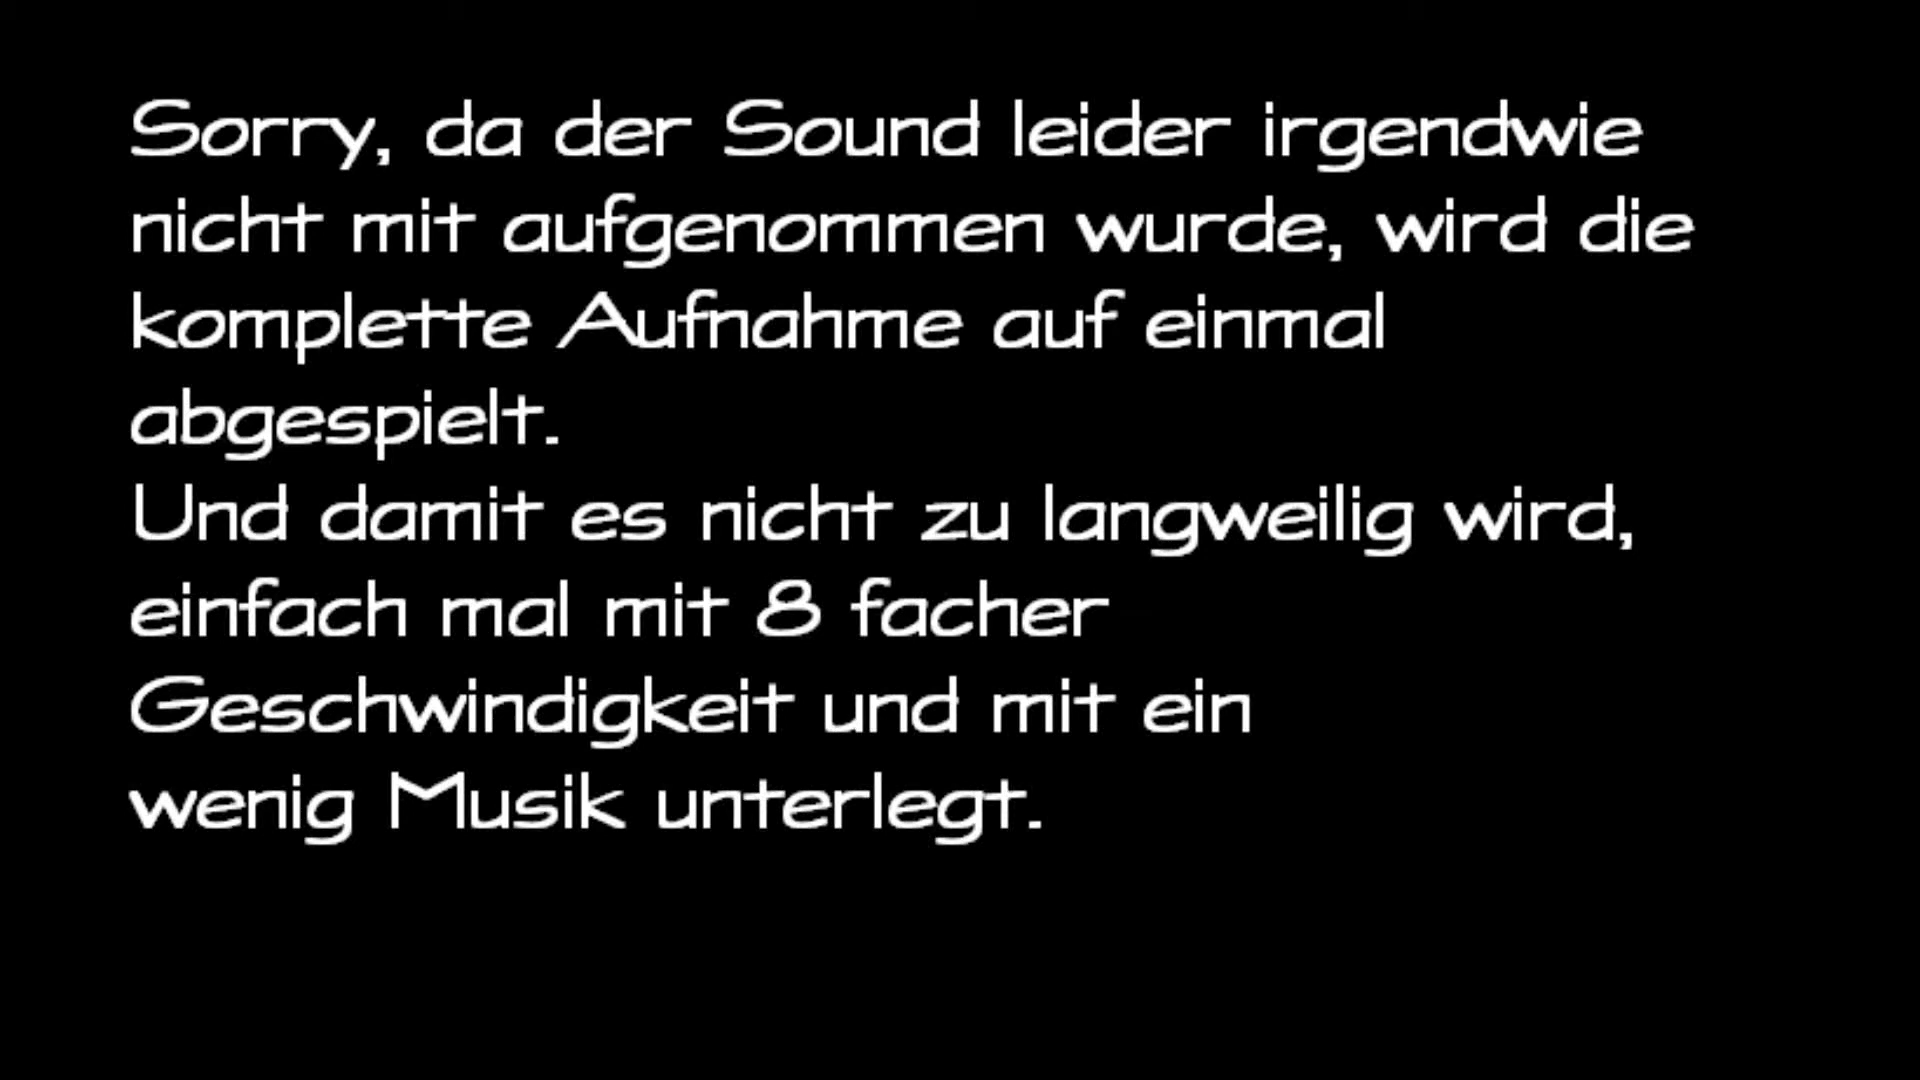 Sorry, da der Sound leider irgendwie
nicht mit aufgenommen wurde, wird die
komplette Aufnahme auf einmal
abgespielt.
Und damit es nicht zu langweilig wird,
einfach mal mit 8 facher
Geschwindigkeit und mit ein
wenig Musik unterlegt.